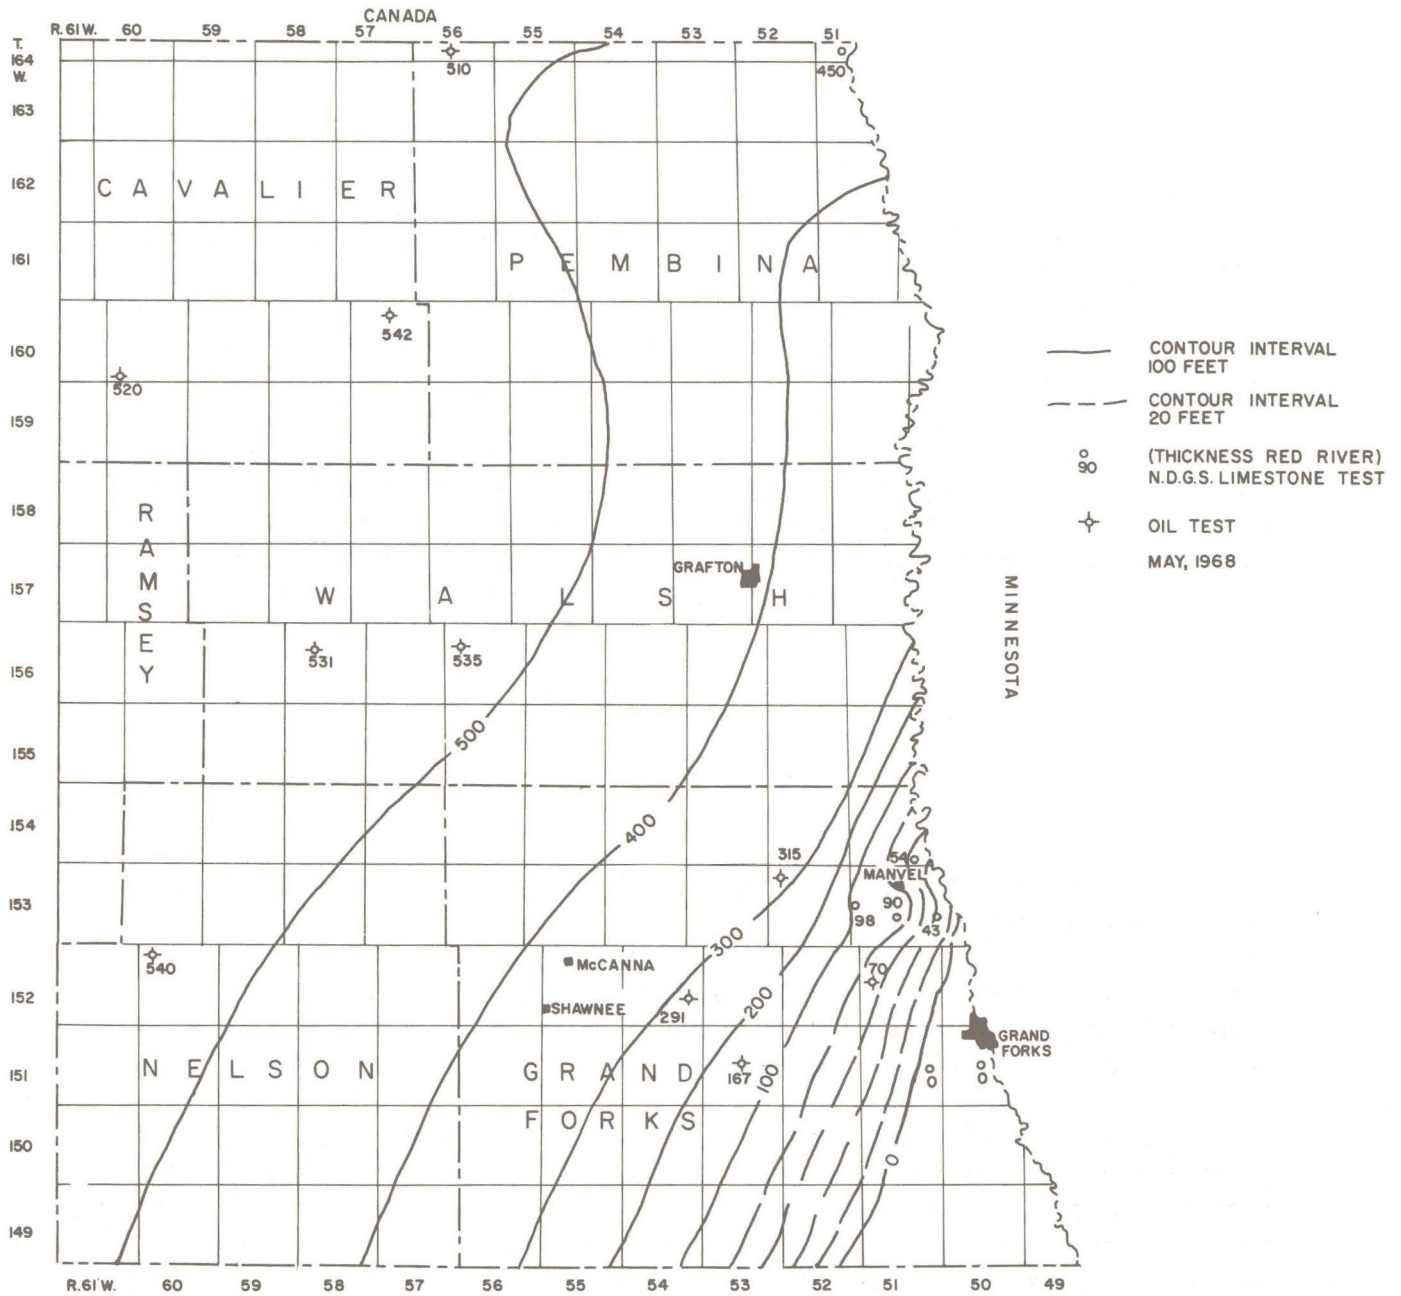 CANADA
R.61W. 60 59 58 57 56 55 54 53 52 51
T.
164
W.
510
450
163
162
CAVALIER
161
PEMBINA
542
160
520
159
CONTOUR INTERVAL
100 FEET
CONTOUR INTERVAL
20 FEET
90
(THICKNESS RED RIVER)
N.D.G.S. LIMESTONE TEST
OIL TEST
MAY, 1968
158
RAMSEY
GRAFTON
157
WALSH
MINNESOTA
156
531
535
500
155
154
400
315
54
MANVEL
153
98
90
43
300
540
McCANNA
70
152
SHAWNEE
291
200
GRAND
FORKS
151
NELSON
GRAND
167
100
0
0
FORKS
150
0
149
R.61W. 60 59 58 57 56 55 54 53 52 51 50 49